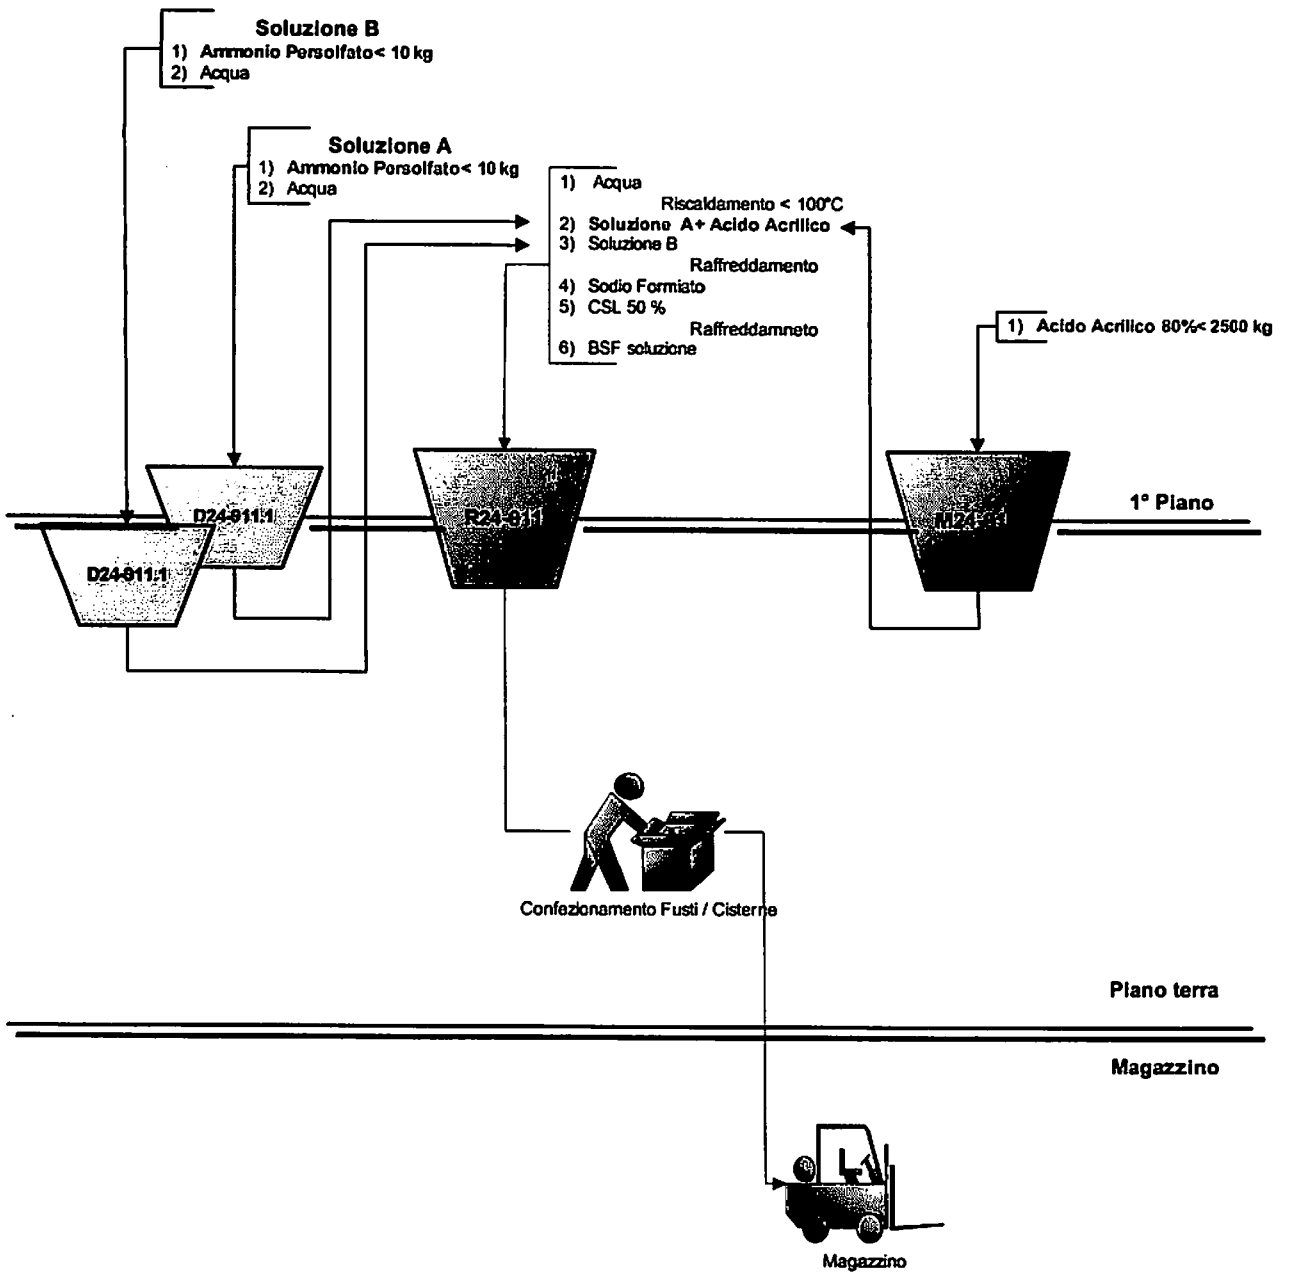 Soluzione B
1) Ammonio Persolfato< 10 kg
2) Acqua
Soluzione A
1) Ammonio Persolfato< 10 kg
2) Acqua
1) Acqua
Riscaldamento < 100°C
2) Soluzione A+ Acido Acrilico
3) Soluzione B
Raffreddamento
4) Sodio Formiato
5) CSL 50 %
Raffreddamneto
6) BSF soluzione
1) Acido Acrilico 80%< 2500 kg
1° Piano
D24-911.1
R24-911
D24-911.1
Confezionamento Fusti / Cisterne
Piano terra
Magazzino
Magazzino